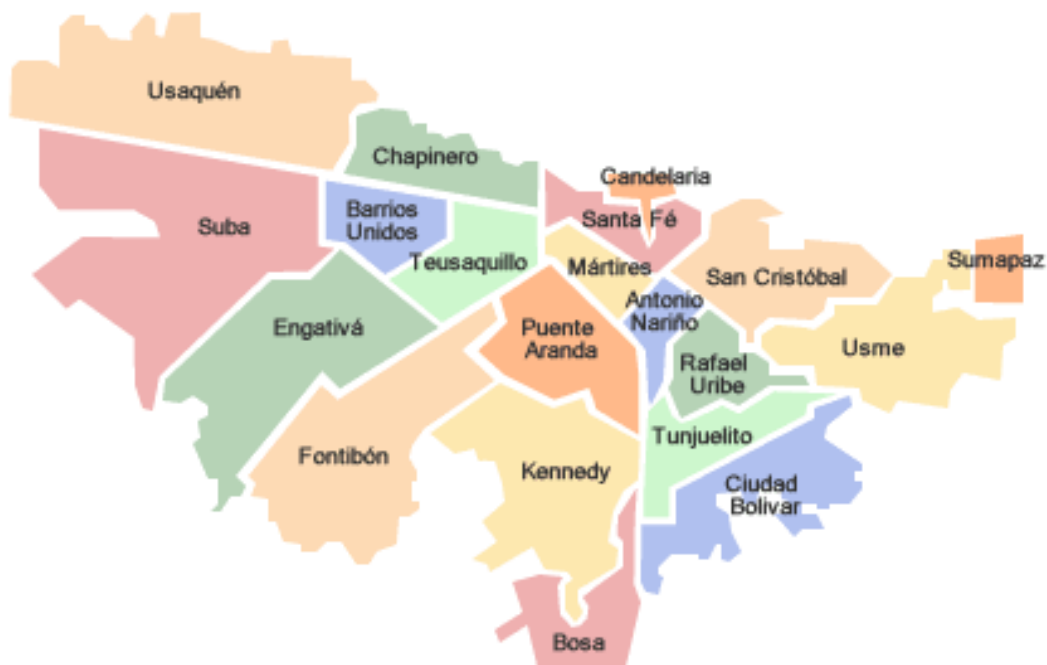 Usaquén
Chapinero
Candelaria
Barrios
Unidos
Santa Fé
Suba
Teusaquillo
Mártires
San Cristóbal
Sumapaz
Antonio
Nariño
Engativá
Puente
Aranda
Usme
Rafael
Uribe
Tunjuelito
Fontibón
Kennedy
Ciudad
Bolivar
Bosa